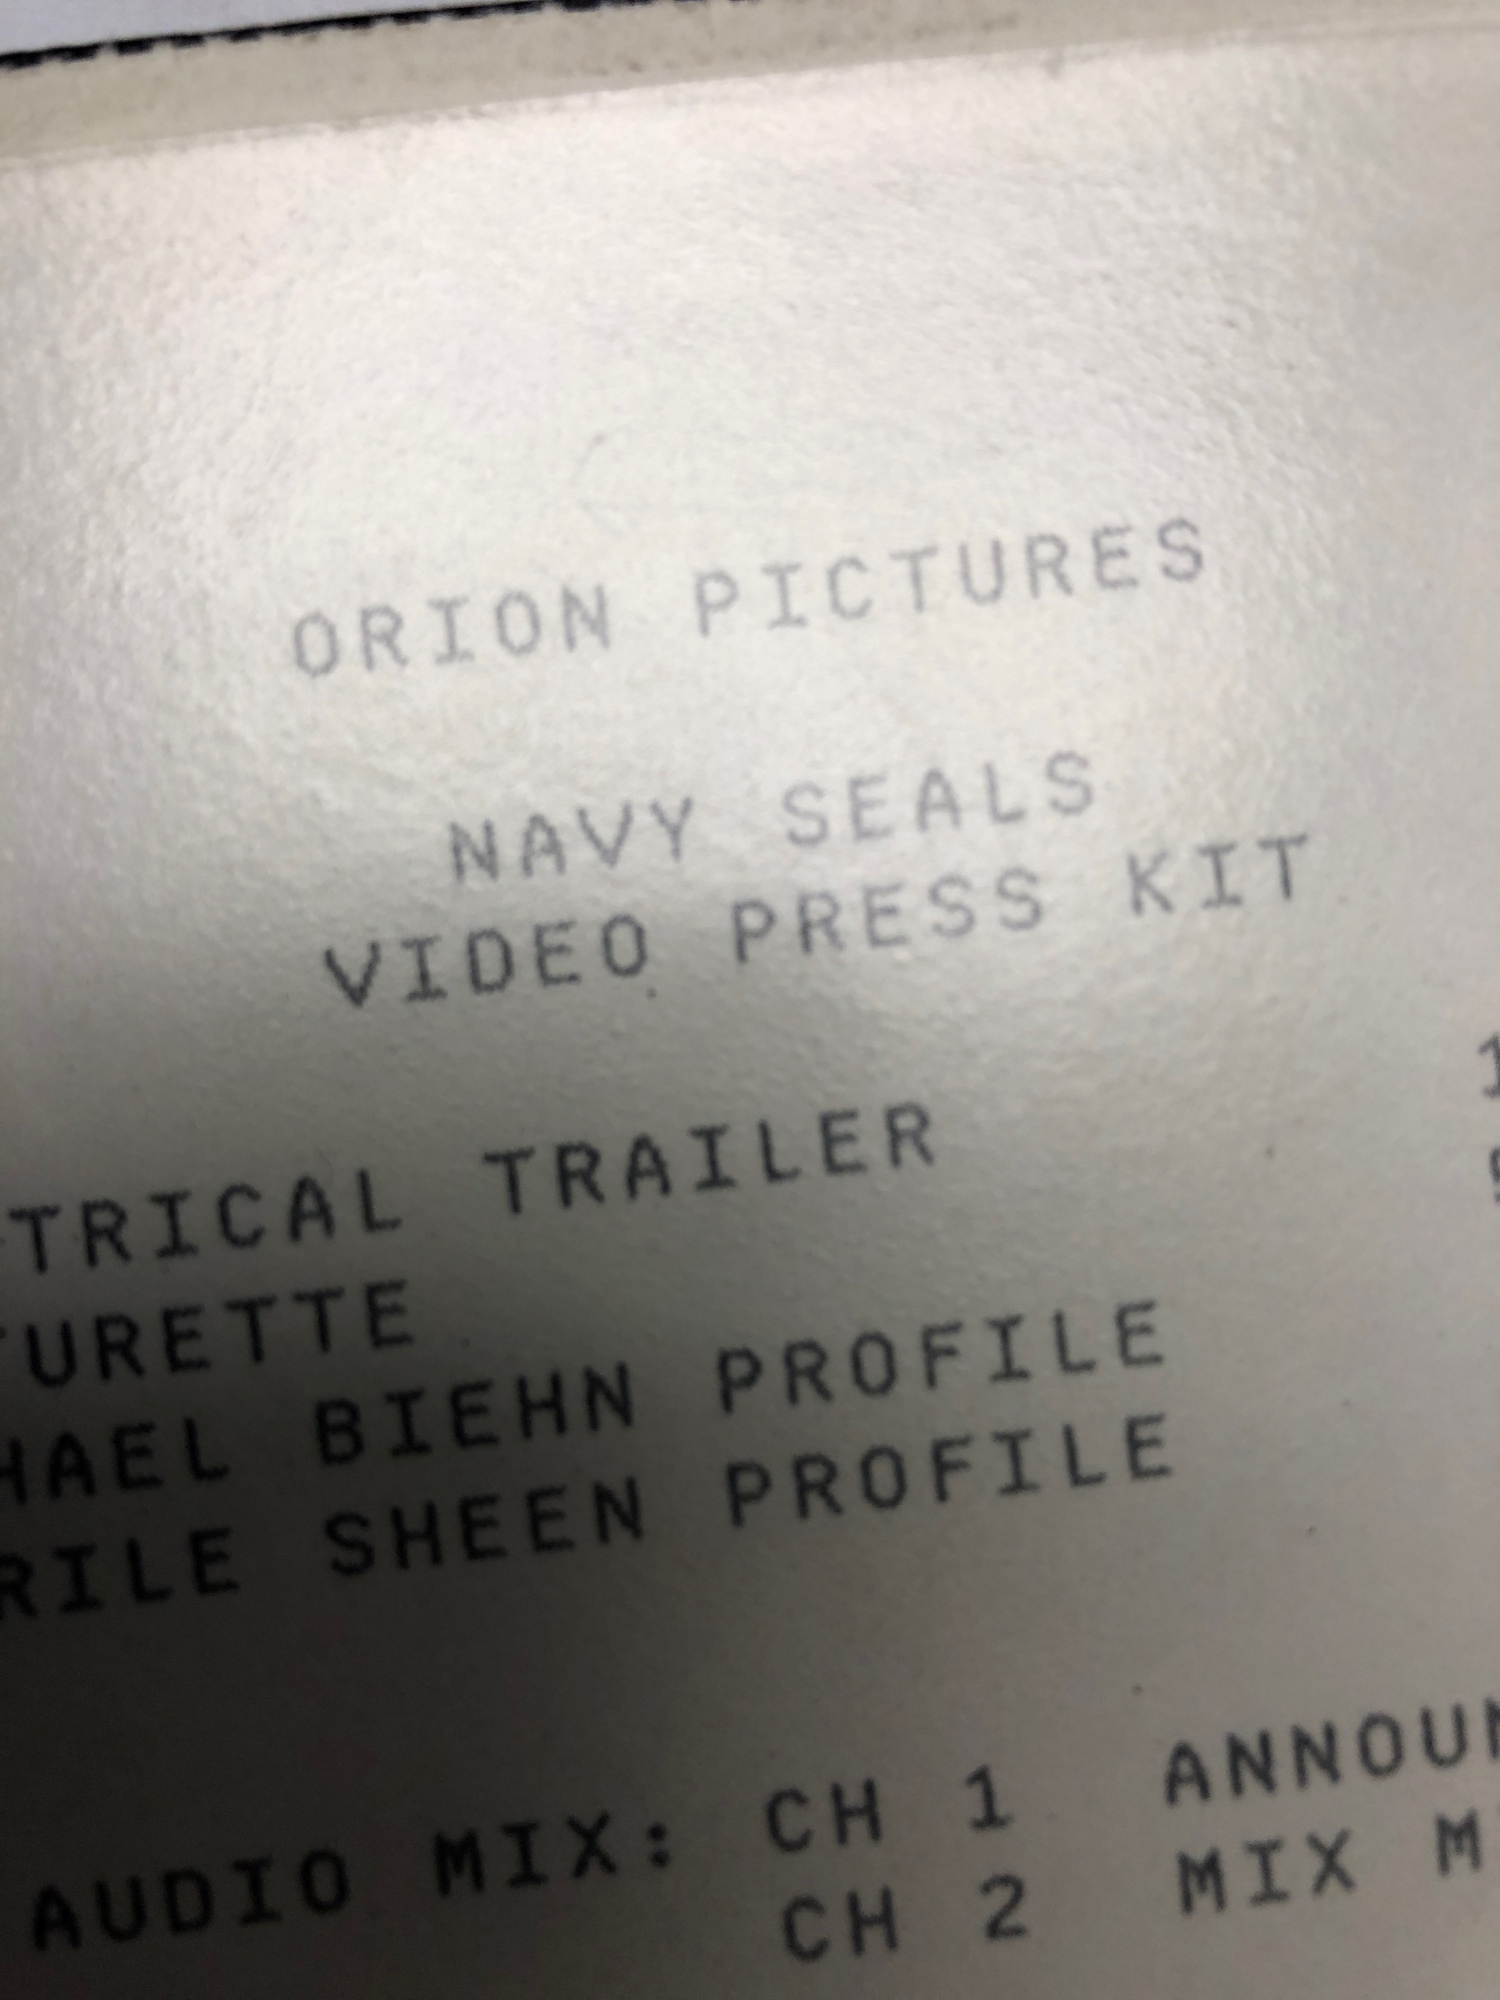 ORION PICTURES
NAVY SEALS
VIDEO PRESS KIT
TRICAL TRAILER
URETTE
HAEL BIEHN PROFILE
RILE SHEEN PROFILE
AUDIO MIX: CH 1 ANNOUN
CH 2 MIX M